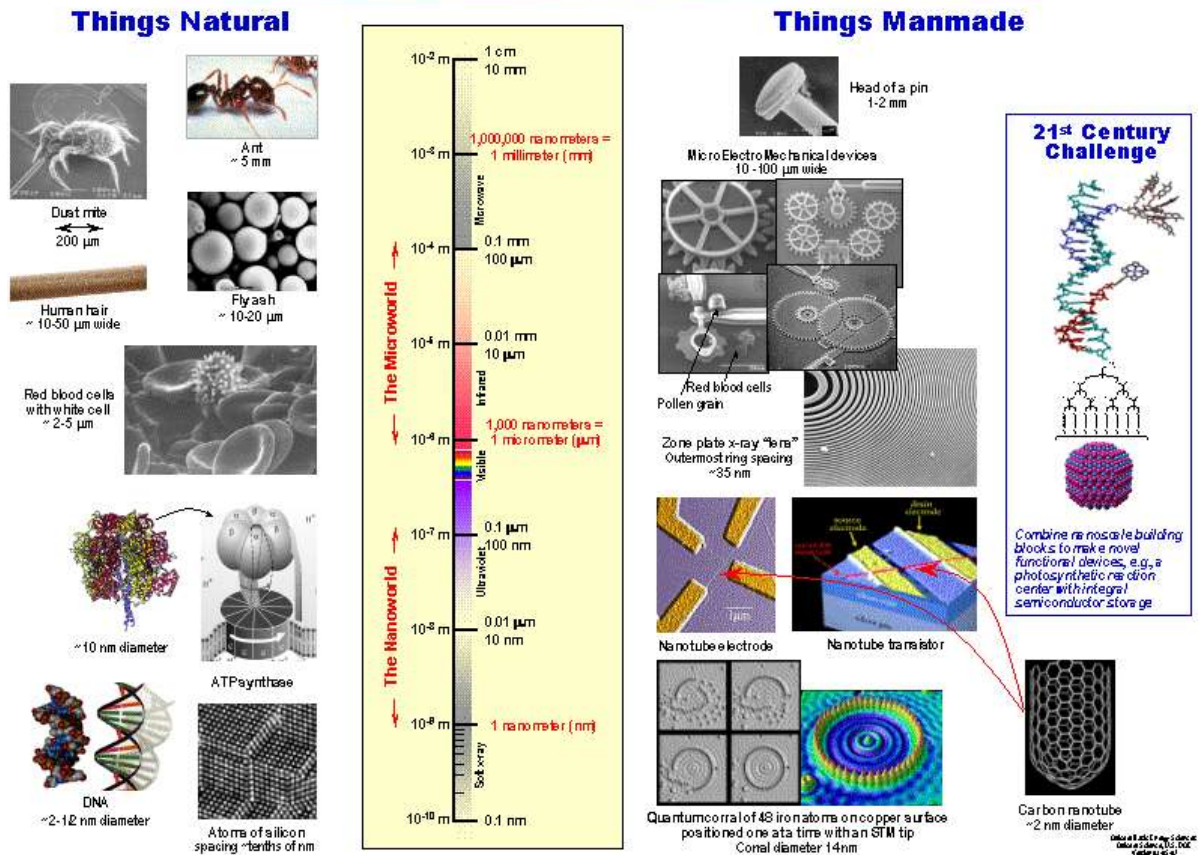 Things Natural
Things Manmade
Ant
~ 5 mm
Dust mite
200 µm
Human hair
~ 10-50 µm wide
Fly ash
~ 10-20 µm
Red blood cells
with white cell
~ 2-5 µm
~10 nm diameter
ATP synthase
DNA
~2-1/2 nm diameter
Atoms of silicon
spacing ~tenths of nm
10-2 m
1 cm
10 mm
1,000,000 nanometers =
10-3 m
1 millimeter (mm)
Microwave
0.1 mm
10-4 m
100 µm
The Microworld
0.01 mm
10-5 m
10 µm
Infrared
1,000 nanometers =
10-6 m
1 micrometer (µm)
Visible
0.1 µm
10-7 m
100 nm
Ultraviolet
The Nanoworld
0.01 µm
10-8 m
10 nm
10-9 m
1 nanometer (nm)
Soft x-ray
10-10 m
0.1 nm
Head of a pin
1-2 mm
MicroElectroMechanical devices
10 -100 µm wide
Red blood cells
Pollen grain
Zone plate x-ray "lens"
Outermost ring spacing
~35 nm
source
electrode
drain
electrode
1µm
Nanotube electrode
Nanotube transistor
Quantum corral of 48 iron atoms on copper surface
positioned one at a time with an STM tip
Corral diameter 14 nm
Carbon nanotube
~2 nm diameter
21st Century
Challenge
Combine nanoscale building
blocks to make novel
functional devices, e.g., a
photosynthetic reaction
center with integral
semiconductor storage